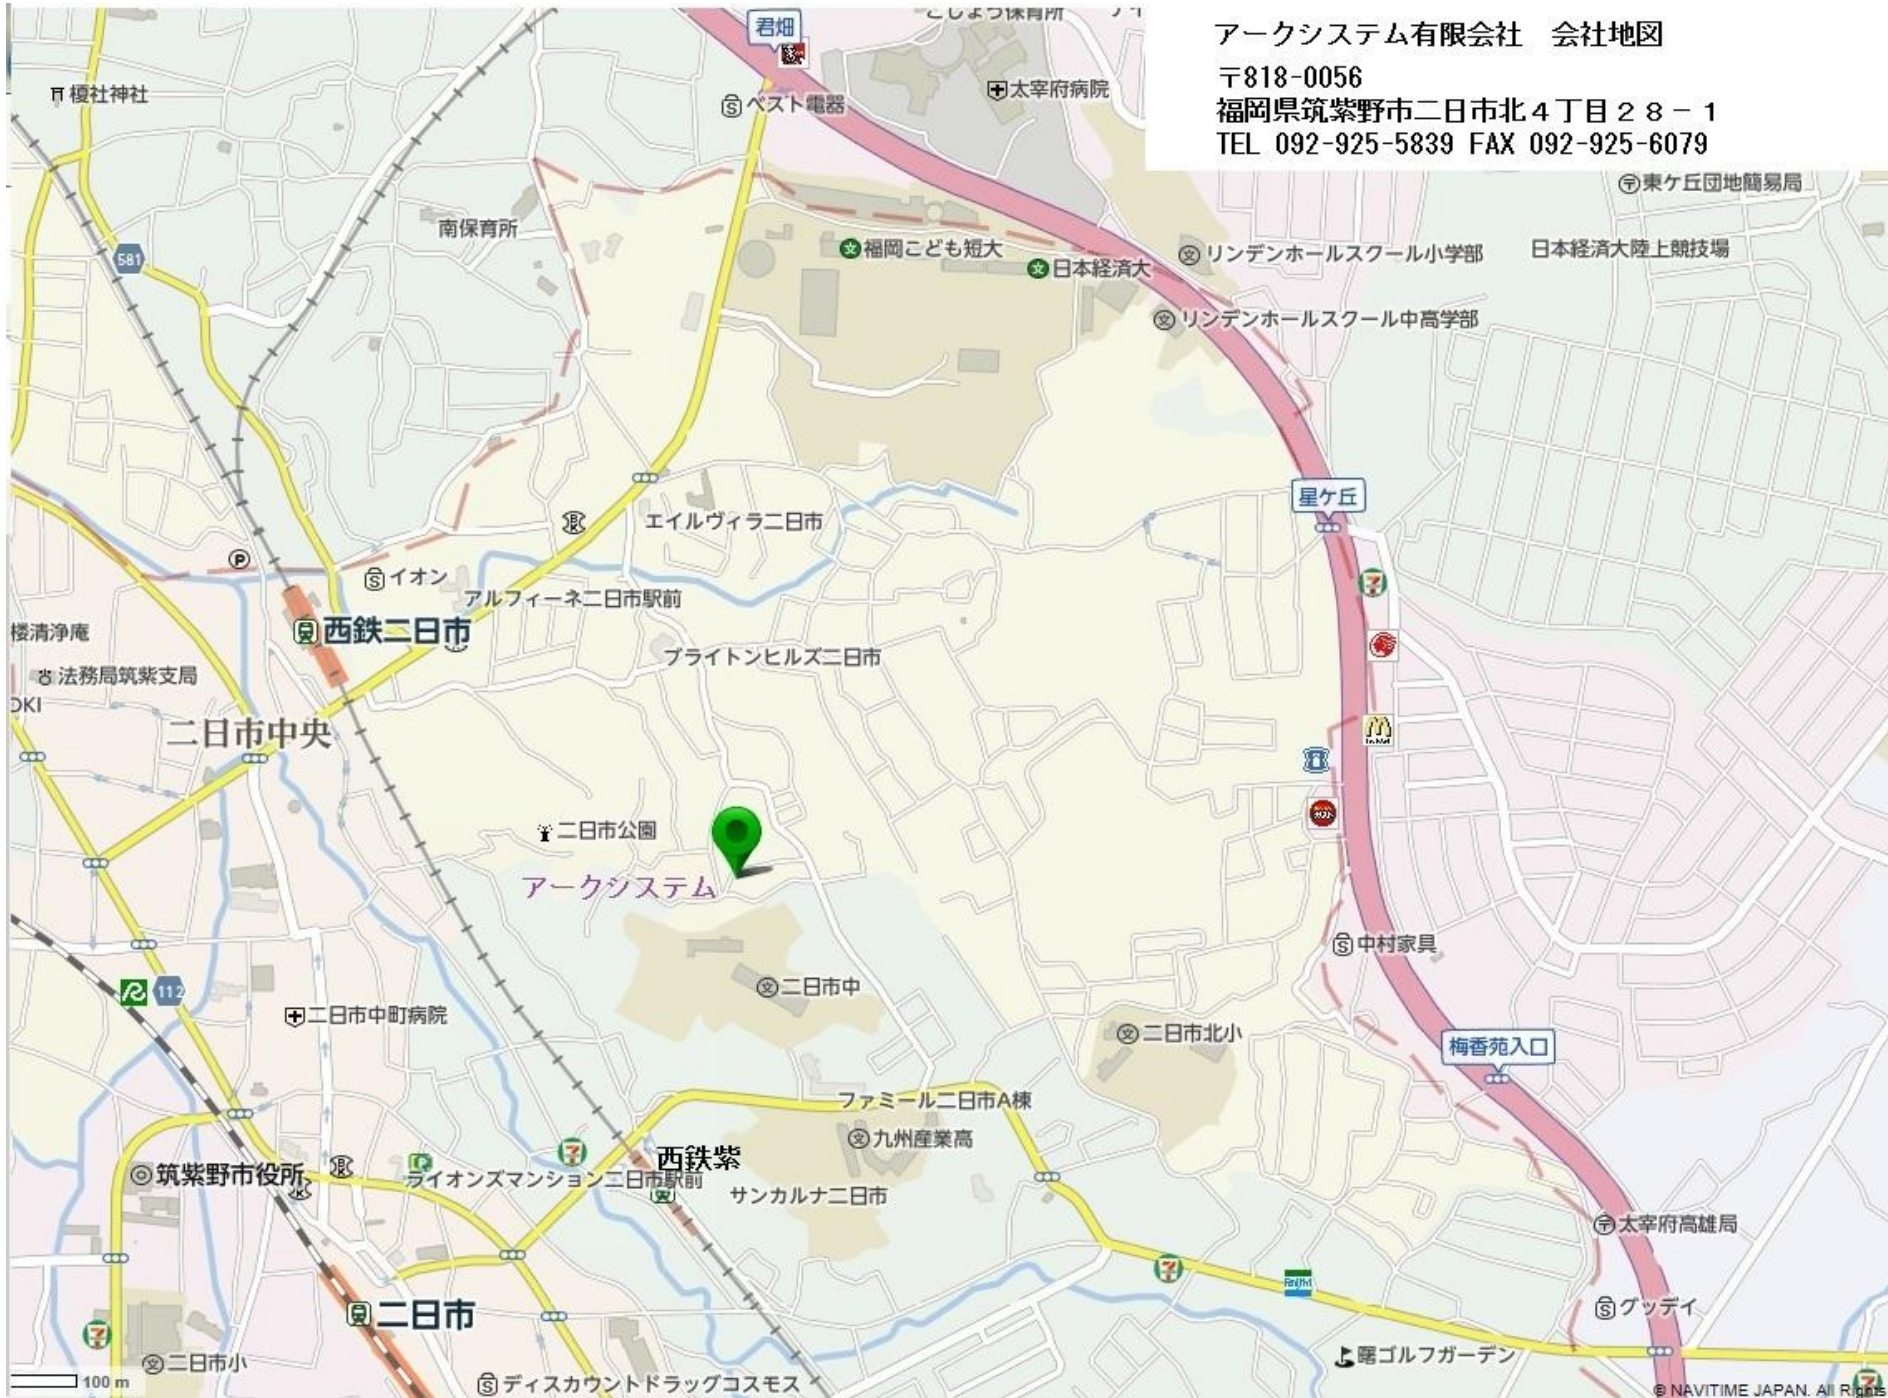 アークシステム有限会社　会社地図
〒818-0056
福岡県筑紫野市二日市北４丁目２８－１
TEL 092-925-5839 FAX 092-925-6079
君畑
榎社神社
ベスト電器
太宰府病院
東ケ丘団地簡易局
南保育所
福岡こども短大
日本経済大
リンデンホールスクール小学部
日本経済大陸上競技場
581
リンデンホールスクール中高学部
星ケ丘
エイルヴィラ二日市
P
イオン
アルフィーネ二日市駅前
西鉄二日市
楼清浄庵
法務局筑紫支局
ブライトンヒルズ二日市
OKI
二日市中央
二日市公園
アークシステム
中村家具
二日市中
112
二日市中町病院
二日市北小
梅香苑入口
ファミール二日市A棟
九州産業高
西鉄紫
筑紫野市役所
ライオンズマンション二日市駅前
サンカルナ二日市
太宰府高雄局
二日市
グッデイ
二日市小
曙ゴルフガーデン
100 m
ディスカウントドラッグコスモス
© NAVITIME JAPAN. All Rights